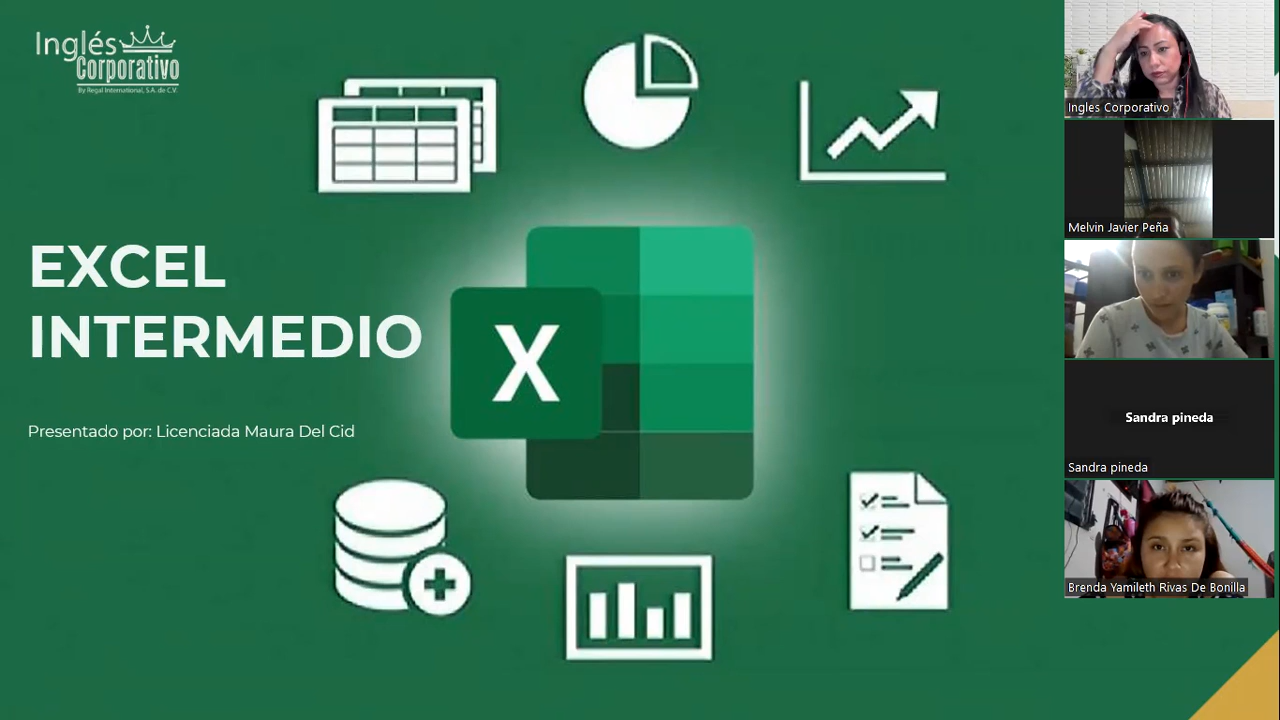 Inglés
Corporativo
By Regal International, S.A. de C.V.
EXCEL
INTERMEDIO
Presentado por: Licenciada Maura Del Cid
X
Ingles Corporativo
Melvin Javier Peña
Sandra pineda
Sandra pineda
Brenda Yamileth Rivas De Bonilla